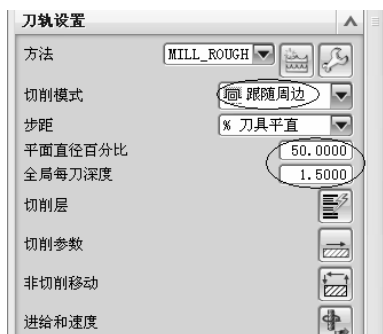 刀轨设置
方法 MILL_ROUGH
切削模式 跟随周边
步距 % 刀具平直
平面直径百分比 50.0000
全局每刀深度 1.5000
切削层
切削参数
非切削移动
进给和速度